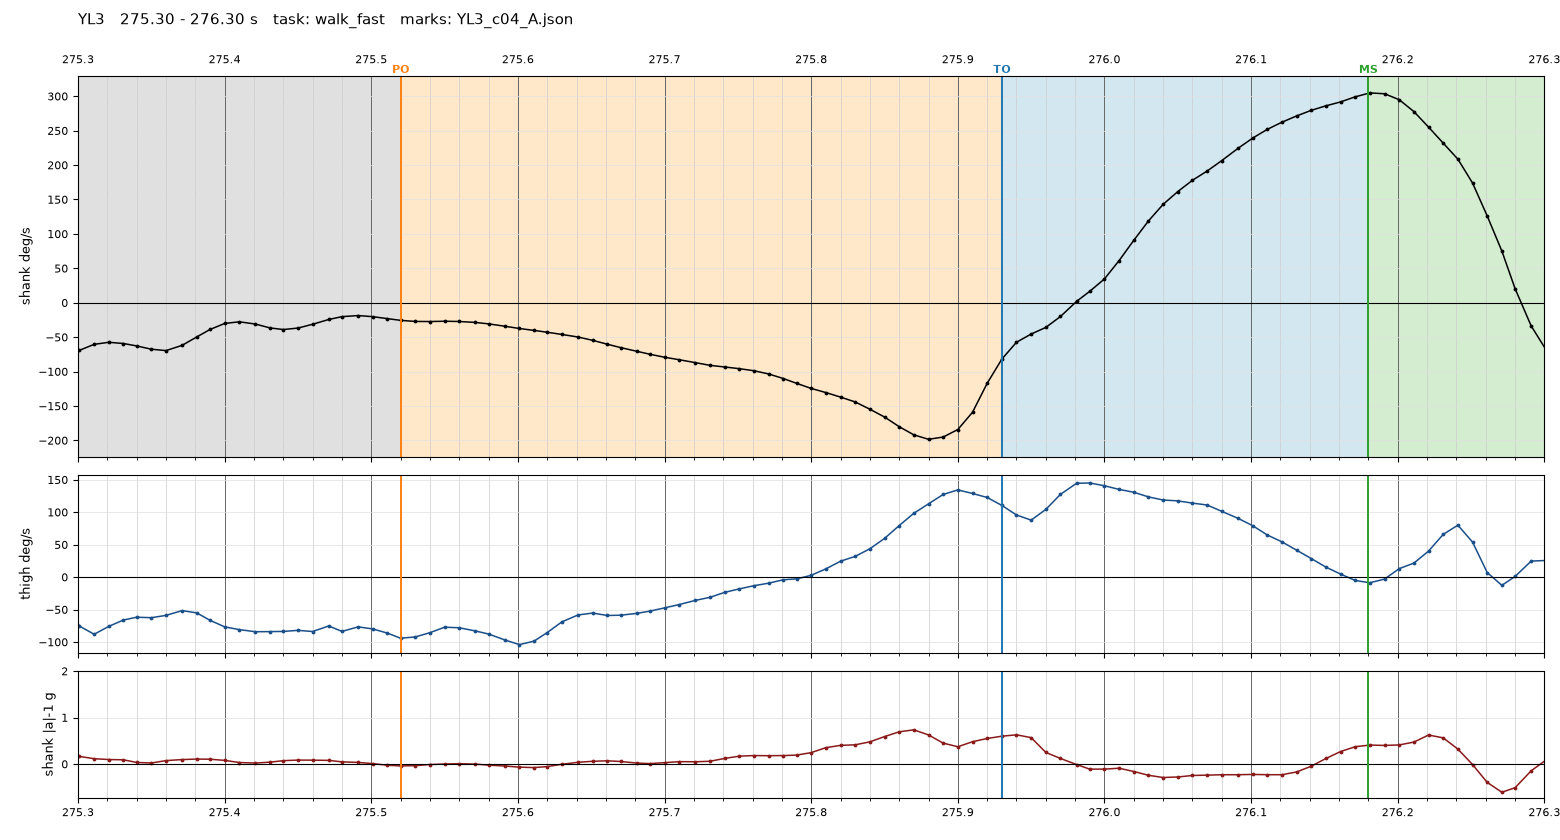 YL3   275.30 - 276.30 s   task: walk_fast   marks: YL3_c04_A.json
275.3 275.4 275.5 275.6 275.7 275.8 275.9 276.0 276.1 276.2 276.3
PO TO MS
300
250
200
150
100
50
0
−50
−100
−150
−200
shank deg/s
150
100
50
0
−50
−100
thigh deg/s
2
1
0
shank |a|-1 g
275.3 275.4 275.5 275.6 275.7 275.8 275.9 276.0 276.1 276.2 276.3